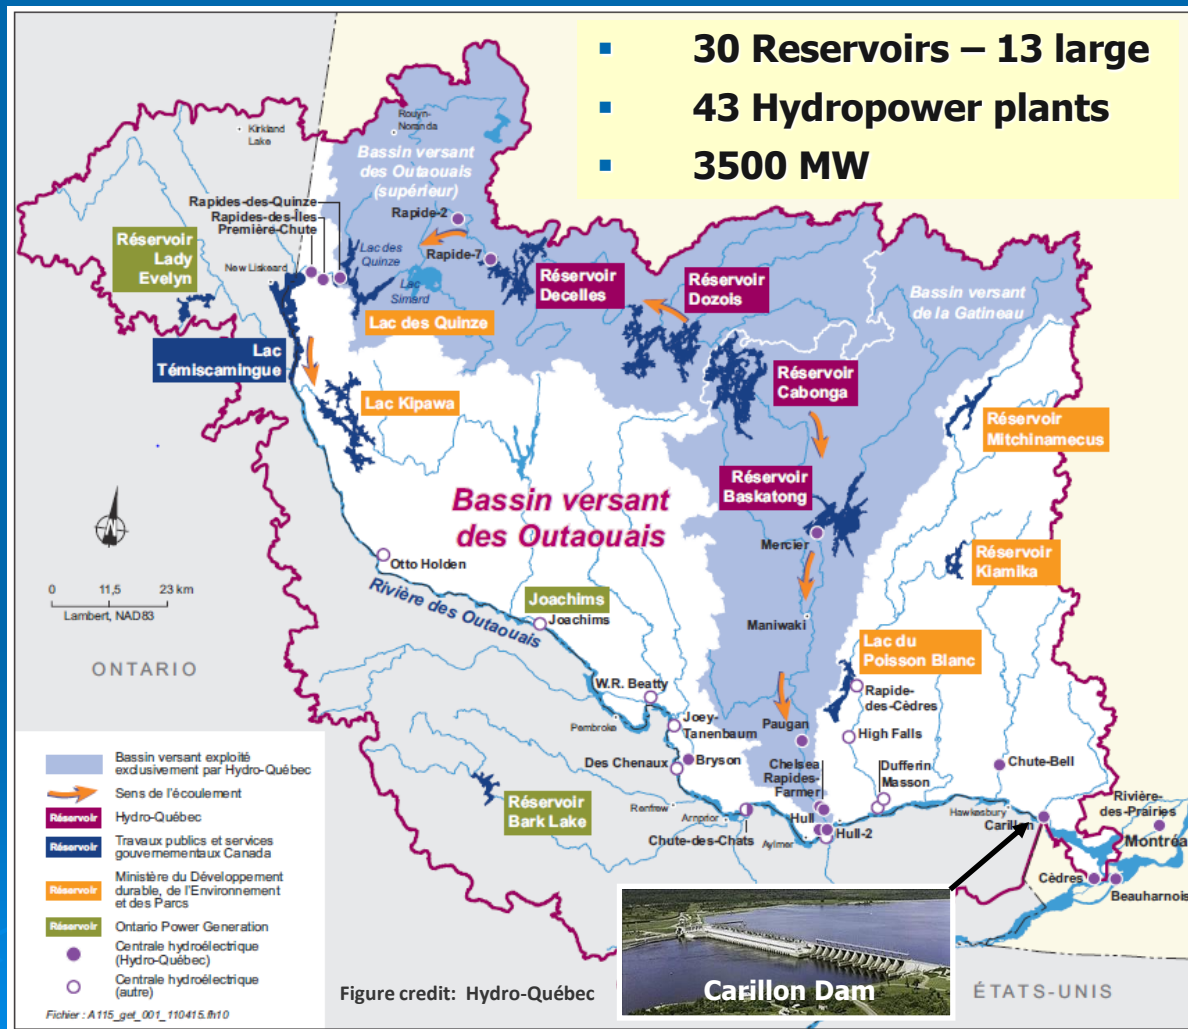 ▪ 30 Reservoirs – 13 large
▪ 43 Hydropower plants
▪ 3500 MW
Kirkland
Lake
Rouyn-
Noranda
Bassin versant
des Outaouais
(supérieur)
Rapides-des-Quinze
Rapides-des-Îles
Première-Chute
Rapide-2
Rapide-7
Réservoir
Lady
Evelyn
New Liskeard
Lac des
Quinze
Lac
Simard
Réservoir
Decelles
Réservoir
Dozois
Bassin versant
de la Gatineau
Lac des Quinze
Lac
Témiscamingue
Lac Kipawa
Réservoir
Cabonga
Réservoir
Mitchinamecus
Réservoir
Baskatong
Bassin versant
des Outaouais
Mercier
Réservoir
Kiamika
Otto Holden
0 11,5 23 km
Lambert, NAD83
Rivière des Outaouais
Joachims
Joachims
Maniwaki
Lac du
Poisson Blanc
ONTARIO
W.R. Beatty
Rapide-
des-Cèdres
Pembroke
Joey-
Tanenbaum
Paugan
High Falls
Des Chenaux
Bryson
Chelsea
Rapides-
Farmer
Dufferin
Masson
Chute-Bell
Réservoir
Bark Lake
Renfrew
Arnprior
Chute-des-Chats
Aylmer
Hull
Hull-2
Hawkesbury
Carillon
Rivière-
des-Prairies
Montréa
Cèdres
Beauharnois
Bassin versant exploité
exclusivement par Hydro-Québec
Sens de l'écoulement
Réservoir Hydro-Québec
Réservoir Travaux publics et services
gouvernementaux Canada
Réservoir Ministère du Développement
durable, de l'Environnement
et des Parcs
Réservoir Ontario Power Generation
Centrale hydroélectrique
(Hydro-Québec)
Centrale hydroélectrique
(autre)
Fichier : A115_get_001_110415.fh10
Figure credit: Hydro-Québec
Carillon Dam
ÉTATS-UNIS